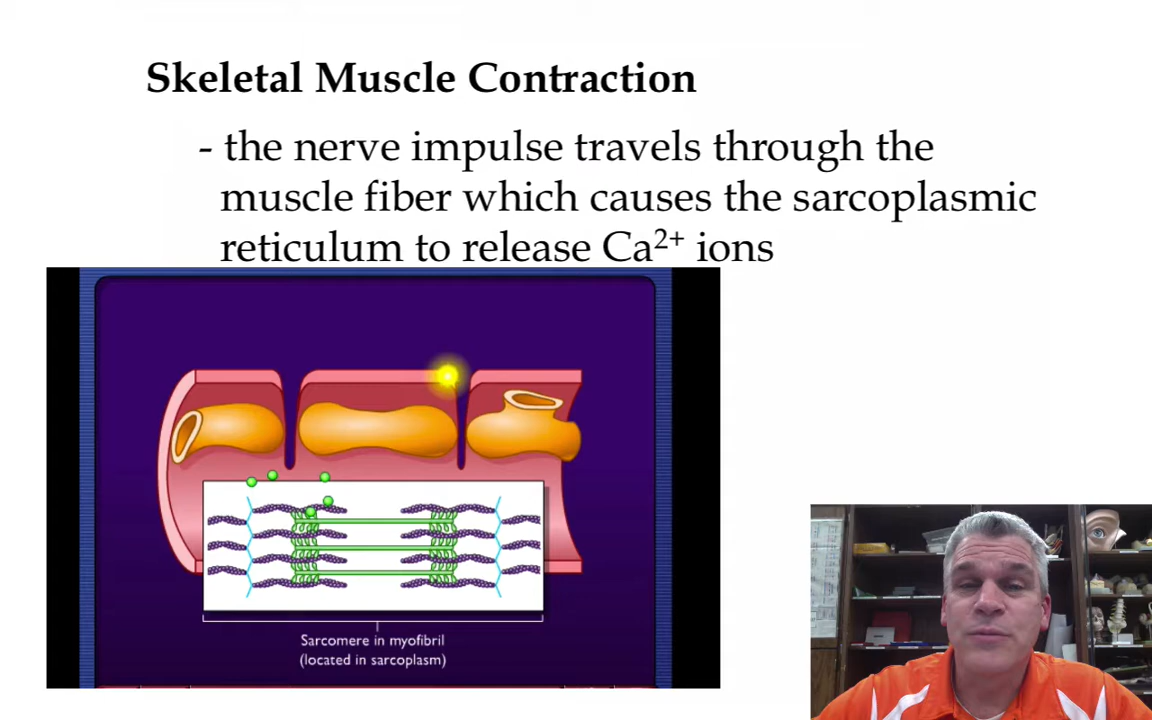 Skeletal Muscle Contraction
- the nerve impulse travels through the
muscle fiber which causes the sarcoplasmic
reticulum to release Ca²⁺ ions
Sarcomere in myofibril
(located in sarcoplasm)